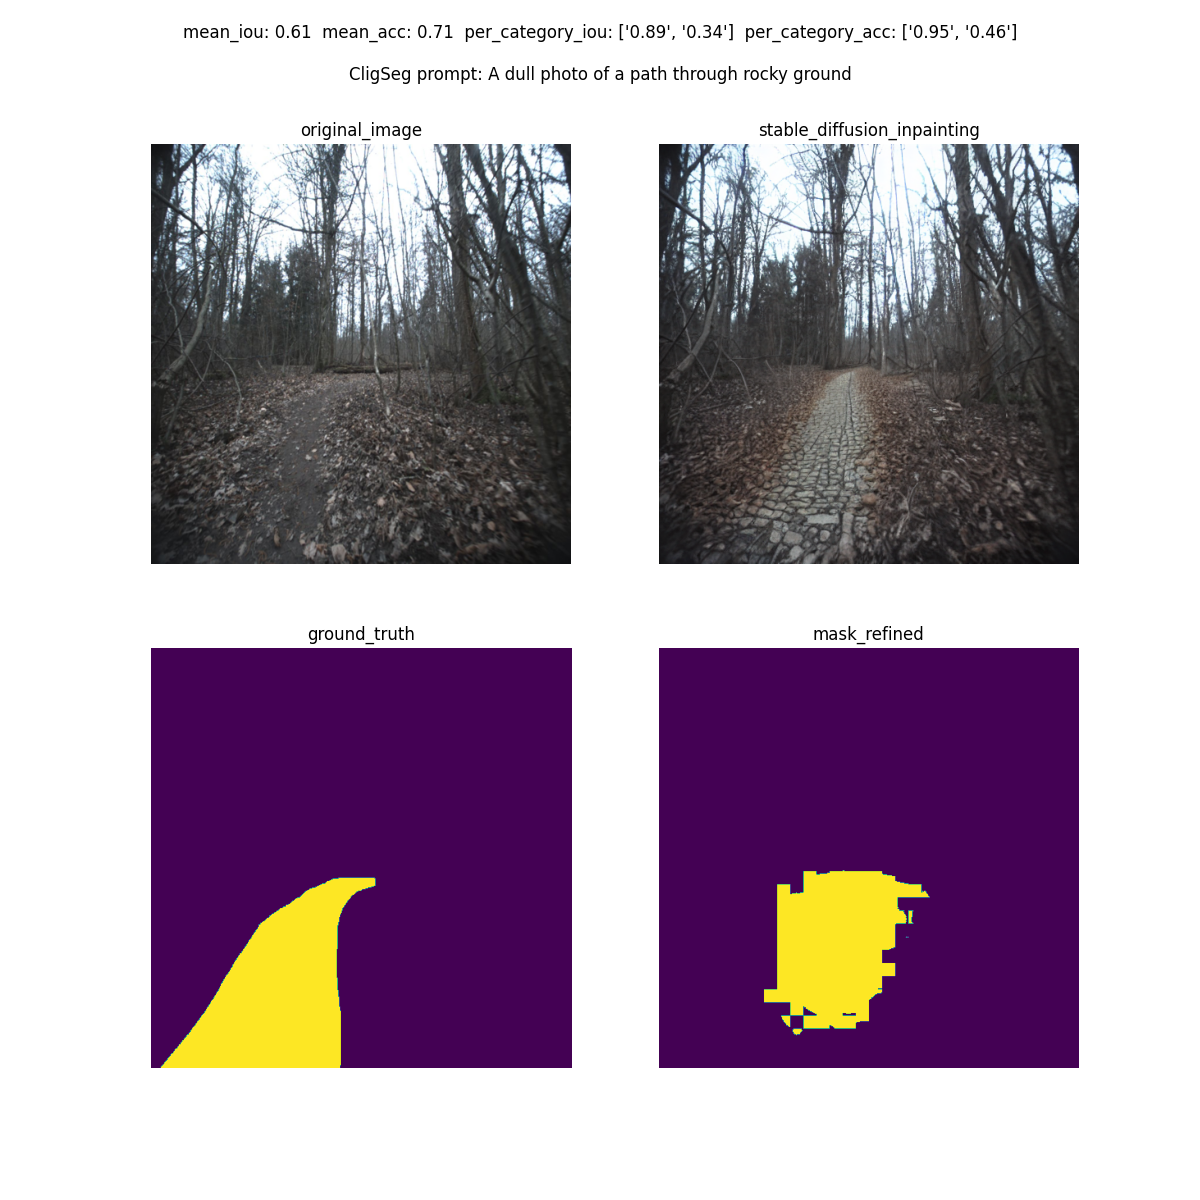 mean_iou: 0.61  mean_acc: 0.71  per_category_iou: ['0.89', '0.34']  per_category_acc: ['0.95', '0.46']
CligSeg prompt: A dull photo of a path through rocky ground
original_image
stable_diffusion_inpainting
ground_truth
mask_refined